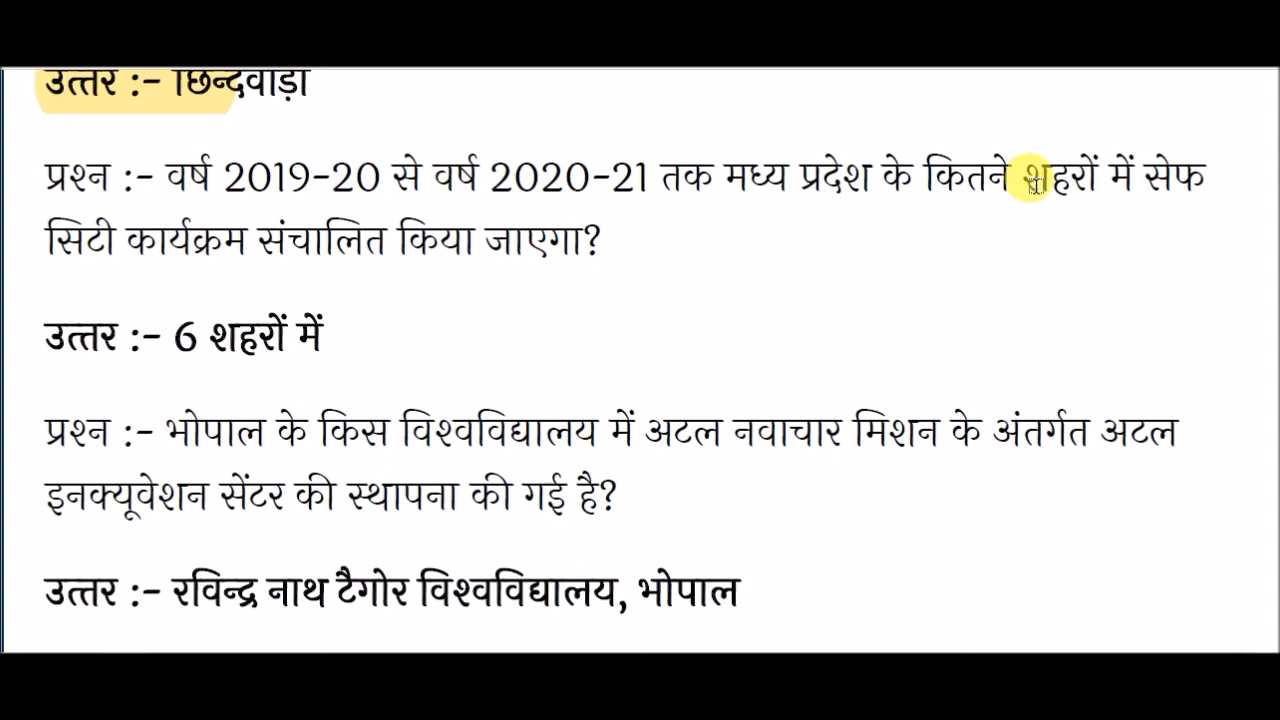 उत्तर :- छिन्दवाड़ा
प्रश्न :- वर्ष 2019-20 से वर्ष 2020-21 तक मध्य प्रदेश के कितने शहरों में सेफ
सिटी कार्यक्रम संचालित किया जाएगा?
उत्तर :- 6 शहरों में
प्रश्न :- भोपाल के किस विश्वविद्यालय में अटल नवाचार मिशन के अंतर्गत अटल
इनक्यूवेशन सेंटर की स्थापना की गई है?
उत्तर :- रविन्द्र नाथ टैगोर विश्वविद्यालय, भोपाल